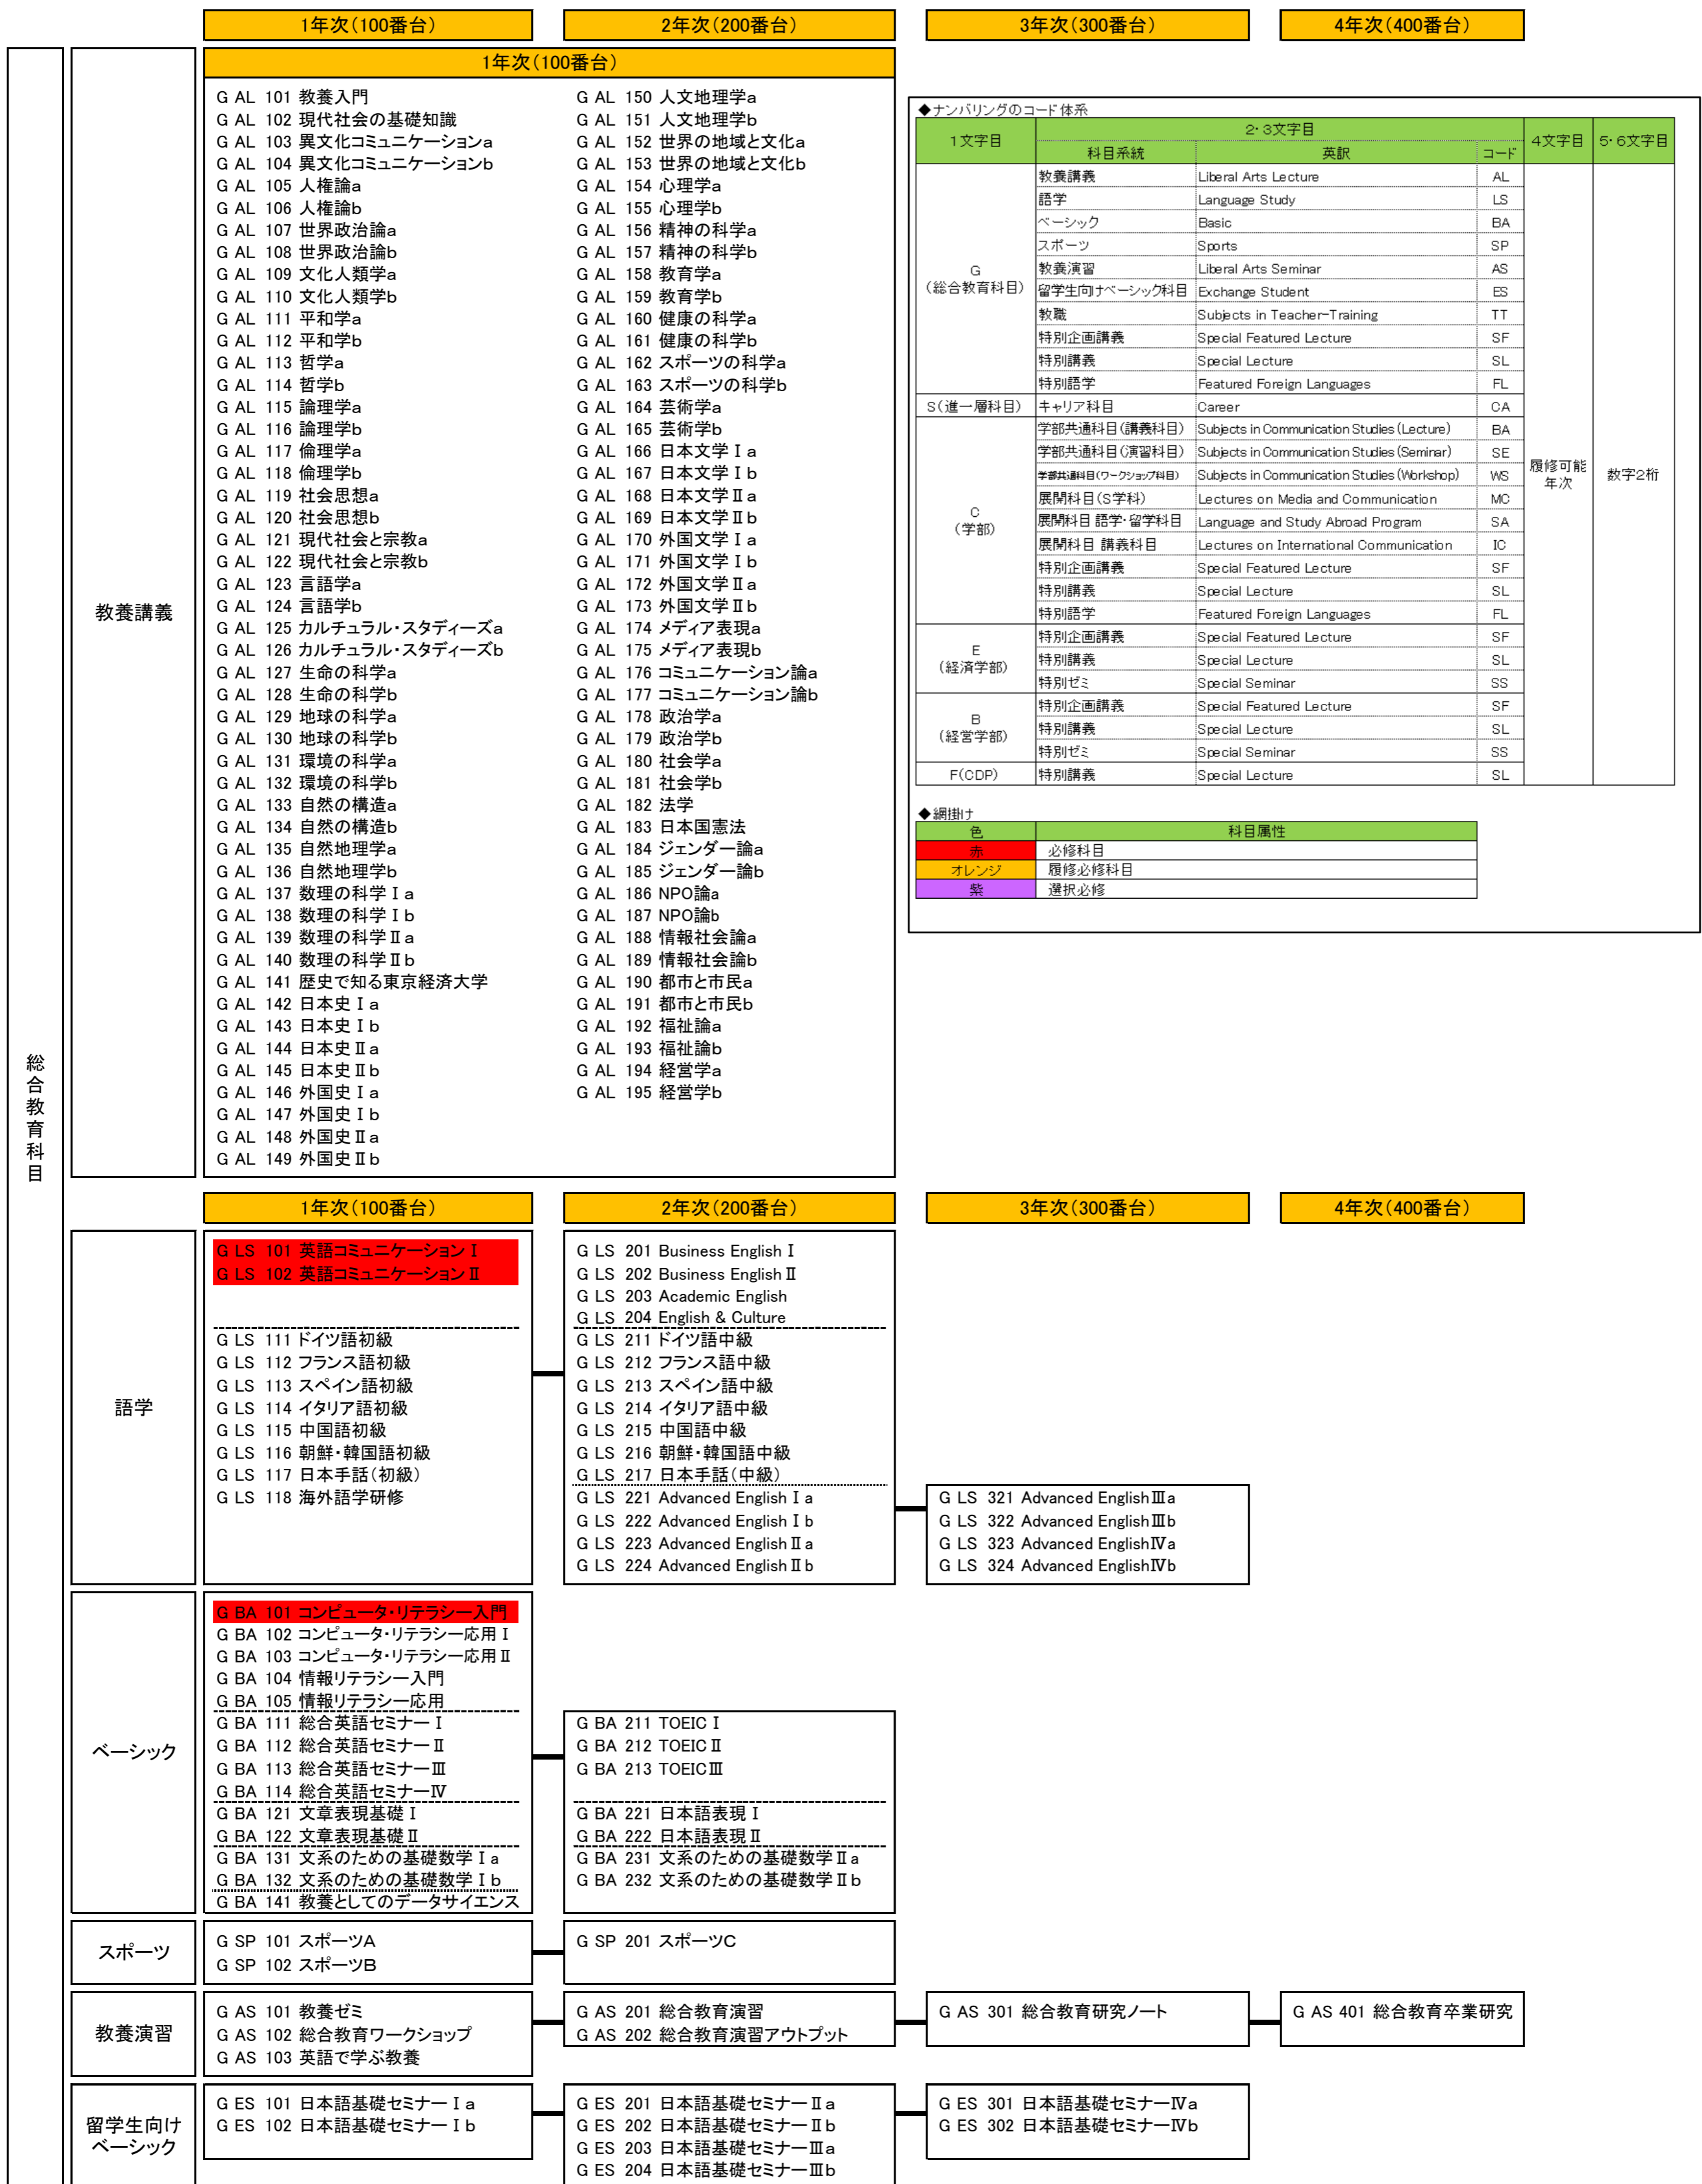 1年次(100番台)
2年次(200番台)
3年次(300番台)
4年次(400番台)
総合教育科目
教養講義
1年次(100番台)
G AL 101 教養入門
G AL 102 現代社会の基礎知識
G AL 103 異文化コミュニケーションa
G AL 104 異文化コミュニケーションb
G AL 105 人権論a
G AL 106 人権論b
G AL 107 世界政治論a
G AL 108 世界政治論b
G AL 109 文化人類学a
G AL 110 文化人類学b
G AL 111 平和学a
G AL 112 平和学b
G AL 113 哲学a
G AL 114 哲学b
G AL 115 論理学a
G AL 116 論理学b
G AL 117 倫理学a
G AL 118 倫理学b
G AL 119 社会思想a
G AL 120 社会思想b
G AL 121 現代社会と宗教a
G AL 122 現代社会と宗教b
G AL 123 言語学a
G AL 124 言語学b
G AL 125 カルチュラル・スタディーズa
G AL 126 カルチュラル・スタディーズb
G AL 127 生命の科学a
G AL 128 生命の科学b
G AL 129 地球の科学a
G AL 130 地球の科学b
G AL 131 環境の科学a
G AL 132 環境の科学b
G AL 133 自然の構造a
G AL 134 自然の構造b
G AL 135 自然地理学a
G AL 136 自然地理学b
G AL 137 数理の科学Ⅰa
G AL 138 数理の科学Ⅰb
G AL 139 数理の科学Ⅱa
G AL 140 数理の科学Ⅱb
G AL 141 歴史で知る東京経済大学
G AL 142 日本史Ⅰa
G AL 143 日本史Ⅰb
G AL 144 日本史Ⅱa
G AL 145 日本史Ⅱb
G AL 146 外国史Ⅰa
G AL 147 外国史Ⅰb
G AL 148 外国史Ⅱa
G AL 149 外国史Ⅱb
G AL 150 人文地理学a
G AL 151 人文地理学b
G AL 152 世界の地域と文化a
G AL 153 世界の地域と文化b
G AL 154 心理学a
G AL 155 心理学b
G AL 156 精神の科学a
G AL 157 精神の科学b
G AL 158 教育学a
G AL 159 教育学b
G AL 160 健康の科学a
G AL 161 健康の科学b
G AL 162 スポーツの科学a
G AL 163 スポーツの科学b
G AL 164 芸術学a
G AL 165 芸術学b
G AL 166 日本文学Ⅰa
G AL 167 日本文学Ⅰb
G AL 168 日本文学Ⅱa
G AL 169 日本文学Ⅱb
G AL 170 外国文学Ⅰa
G AL 171 外国文学Ⅰb
G AL 172 外国文学Ⅱa
G AL 173 外国文学Ⅱb
G AL 174 メディア表現a
G AL 175 メディア表現b
G AL 176 コミュニケーション論a
G AL 177 コミュニケーション論b
G AL 178 政治学a
G AL 179 政治学b
G AL 180 社会学a
G AL 181 社会学b
G AL 182 法学
G AL 183 日本国憲法
G AL 184 ジェンダー論a
G AL 185 ジェンダー論b
G AL 186 NPO論a
G AL 187 NPO論b
G AL 188 情報社会論a
G AL 189 情報社会論b
G AL 190 都市と市民a
G AL 191 都市と市民b
G AL 192 福祉論a
G AL 193 福祉論b
G AL 194 経営学a
G AL 195 経営学b
◆ナンバリングのコード体系
1文字目 2・3文字目 4文字目 5・6文字目
科目系統 英訳 コード
G
(総合教育科目)
教養講義 Liberal Arts Lecture AL
語学 Language Study LS
ベーシック Basic BA
スポーツ Sports SP
教養演習 Liberal Arts Seminar AS
留学生向けベーシック科目 Exchange Student ES
教職 Subjects in Teacher-Training TT
特別企画講義 Special Featured Lecture SF
特別講義 Special Lecture SL
特別語学 Featured Foreign Languages FL
S(進一層科目) キャリア科目 Career CA
C
(学部)
学部共通科目(講義科目) Subjects in Communication Studies (Lecture) BA
学部共通科目(演習科目) Subjects in Communication Studies (Seminar) SE
学部共通科目(ワークショップ科目) Subjects in Communication Studies (Workshop) WS
展開科目(S学科) Lectures on Media and Communication MC
展開科目 語学・留学科目 Language and Study Abroad Program SA
展開科目 講義科目 Lectures on International Communication IC
特別企画講義 Special Featured Lecture SF
特別講義 Special Lecture SL
特別語学 Featured Foreign Languages FL
E
(経済学部)
特別企画講義 Special Featured Lecture SF
特別講義 Special Lecture SL
特別ゼミ Special Seminar SS
B
(経営学部)
特別企画講義 Special Featured Lecture SF
特別講義 Special Lecture SL
特別ゼミ Special Seminar SS
F(CDP) 特別講義 Special Lecture SL
履修可能
年次
数字2桁
◆網掛け
色 科目属性
赤 必修科目
オレンジ 履修必修科目
紫 選択必修
1年次(100番台)
2年次(200番台)
3年次(300番台)
4年次(400番台)
語学
G LS 101 英語コミュニケーションⅠ
G LS 102 英語コミュニケーションⅡ
G LS 111 ドイツ語初級
G LS 112 フランス語初級
G LS 113 スペイン語初級
G LS 114 イタリア語初級
G LS 115 中国語初級
G LS 116 朝鮮・韓国語初級
G LS 117 日本手話(初級)
G LS 118 海外語学研修
G LS 201 Business EnglishⅠ
G LS 202 Business EnglishⅡ
G LS 203 Academic English
G LS 204 English & Culture
G LS 211 ドイツ語中級
G LS 212 フランス語中級
G LS 213 スペイン語中級
G LS 214 イタリア語中級
G LS 215 中国語中級
G LS 216 朝鮮・韓国語中級
G LS 217 日本手話(中級)
G LS 221 Advanced EnglishⅠa
G LS 222 Advanced EnglishⅠb
G LS 223 Advanced EnglishⅡa
G LS 224 Advanced EnglishⅡb
G LS 321 Advanced EnglishⅢa
G LS 322 Advanced EnglishⅢb
G LS 323 Advanced EnglishⅣa
G LS 324 Advanced EnglishⅣb
ベーシック
G BA 101 コンピュータ・リテラシー入門
G BA 102 コンピュータ・リテラシー応用Ⅰ
G BA 103 コンピュータ・リテラシー応用Ⅱ
G BA 104 情報リテラシー入門
G BA 105 情報リテラシー応用
G BA 111 総合英語セミナーⅠ
G BA 112 総合英語セミナーⅡ
G BA 113 総合英語セミナーⅢ
G BA 114 総合英語セミナーⅣ
G BA 121 文章表現基礎Ⅰ
G BA 122 文章表現基礎Ⅱ
G BA 131 文系のための基礎数学Ⅰa
G BA 132 文系のための基礎数学Ⅰb
G BA 141 教養としてのデータサイエンス
G BA 211 TOEICⅠ
G BA 212 TOEICⅡ
G BA 213 TOEICⅢ
G BA 221 日本語表現Ⅰ
G BA 222 日本語表現Ⅱ
G BA 231 文系のための基礎数学Ⅱa
G BA 232 文系のための基礎数学Ⅱb
スポーツ
G SP 101 スポーツA
G SP 102 スポーツB
G SP 201 スポーツC
教養演習
G AS 101 教養ゼミ
G AS 102 総合教育ワークショップ
G AS 103 英語で学ぶ教養
G AS 201 総合教育演習
G AS 202 総合教育演習アウトプット
G AS 301 総合教育研究ノート
G AS 401 総合教育卒業研究
留学生向け
ベーシック
G ES 101 日本語基礎セミナーⅠa
G ES 102 日本語基礎セミナーⅠb
G ES 201 日本語基礎セミナーⅡa
G ES 202 日本語基礎セミナーⅡb
G ES 203 日本語基礎セミナーⅢa
G ES 204 日本語基礎セミナーⅢb
G ES 301 日本語基礎セミナーⅣa
G ES 302 日本語基礎セミナーⅣb